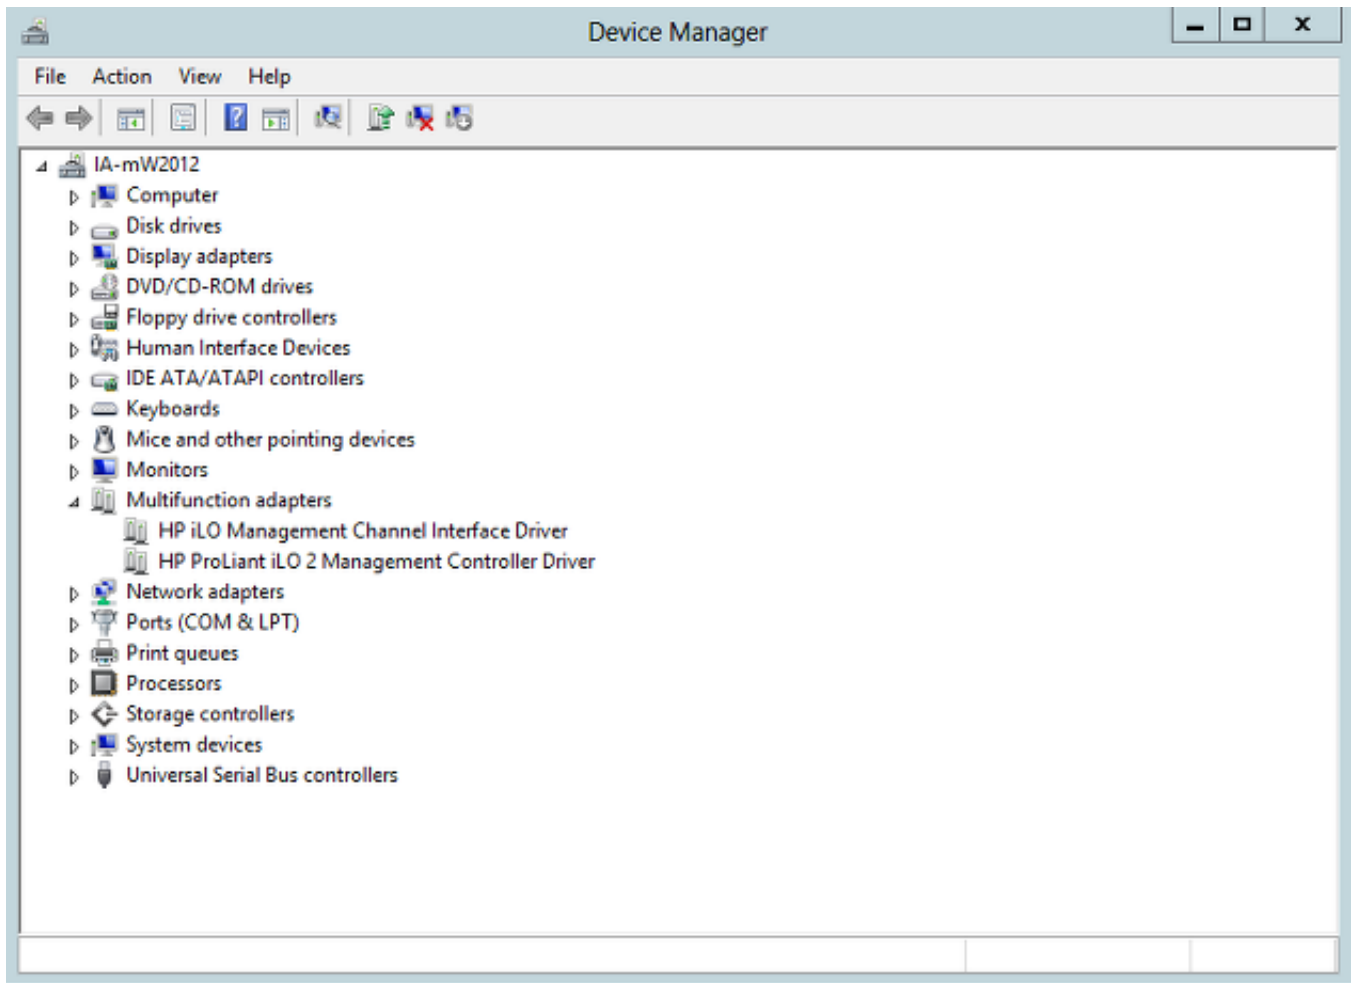 Device Manager
File Action View Help
IA-mW2012
Computer
Disk drives
Display adapters
DVD/CD-ROM drives
Floppy drive controllers
Human Interface Devices
IDE ATA/ATAPI controllers
Keyboards
Mice and other pointing devices
Monitors
Multifunction adapters
HP iLO Management Channel Interface Driver
HP ProLiant iLO 2 Management Controller Driver
Network adapters
Ports (COM & LPT)
Print queues
Processors
Storage controllers
System devices
Universal Serial Bus controllers